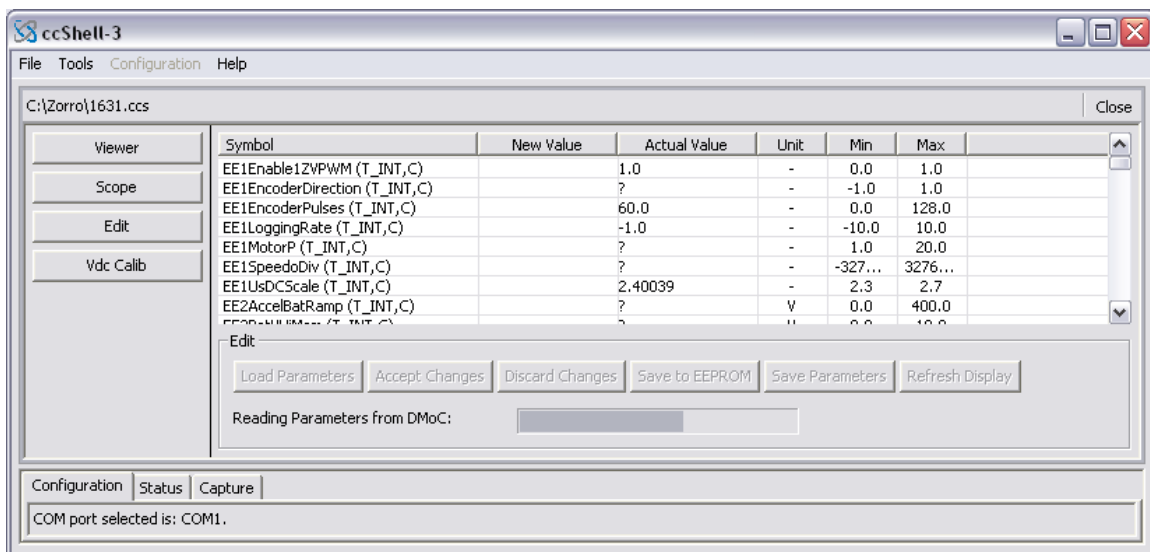 ccShell-3
File Tools Configuration Help
C:\Zorro\1631.ccs Close
Viewer
Scope
Edit
Vdc Calib
Symbol New Value Actual Value Unit Min Max
EE1Enable1ZVPWM (T_INT,C) 1.0 - 0.0 1.0
EE1EncoderDirection (T_INT,C) ? - -1.0 1.0
EE1EncoderPulses (T_INT,C) 60.0 - 0.0 128.0
EE1LoggingRate (T_INT,C) -1.0 - -10.0 10.0
EE1MotorP (T_INT,C) ? - 1.0 20.0
EE1SpeedoDiv (T_INT,C) ? - -327... 3276...
EE1UsDCScale (T_INT,C) 2.40039 - 2.3 2.7
EE2AccelBatRamp (T_INT,C) ? V 0.0 400.0
Edit
Load Parameters Accept Changes Discard Changes Save to EEPROM Save Parameters Refresh Display
Reading Parameters from DMoC:
Configuration Status Capture
COM port selected is: COM1.